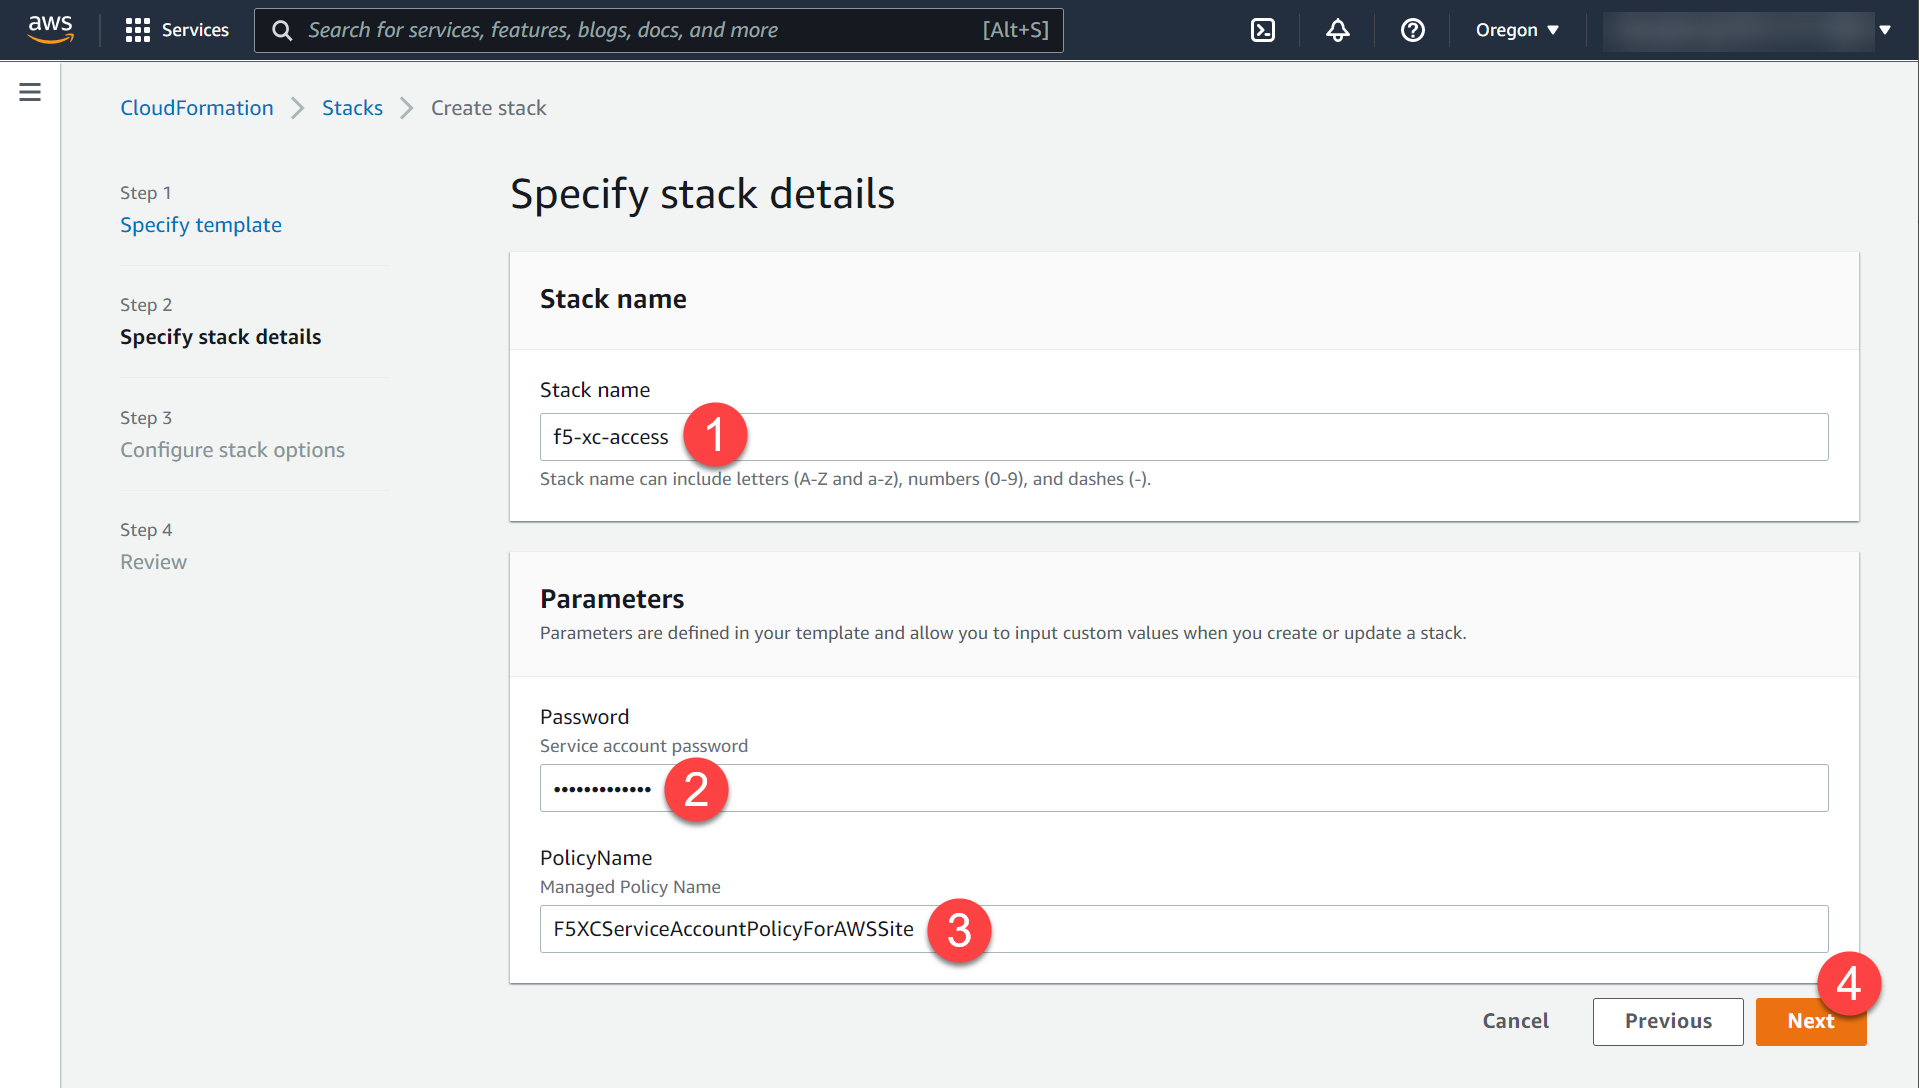 aws
Services
Search for services, features, blogs, docs, and more [Alt+S]
Oregon
CloudFormation > Stacks > Create stack
Step 1
Specify template
Step 2
Specify stack details
Step 3
Configure stack options
Step 4
Review
Specify stack details
Stack name
Stack name
f5-xc-access 1
Stack name can include letters (A-Z and a-z), numbers (0-9), and dashes (-).
Parameters
Parameters are defined in your template and allow you to input custom values when you create or update a stack.
Password
Service account password
••••••••••••• 2
PolicyName
Managed Policy Name
F5XCServiceAccountPolicyForAWSSite 3
4
Cancel Previous Next